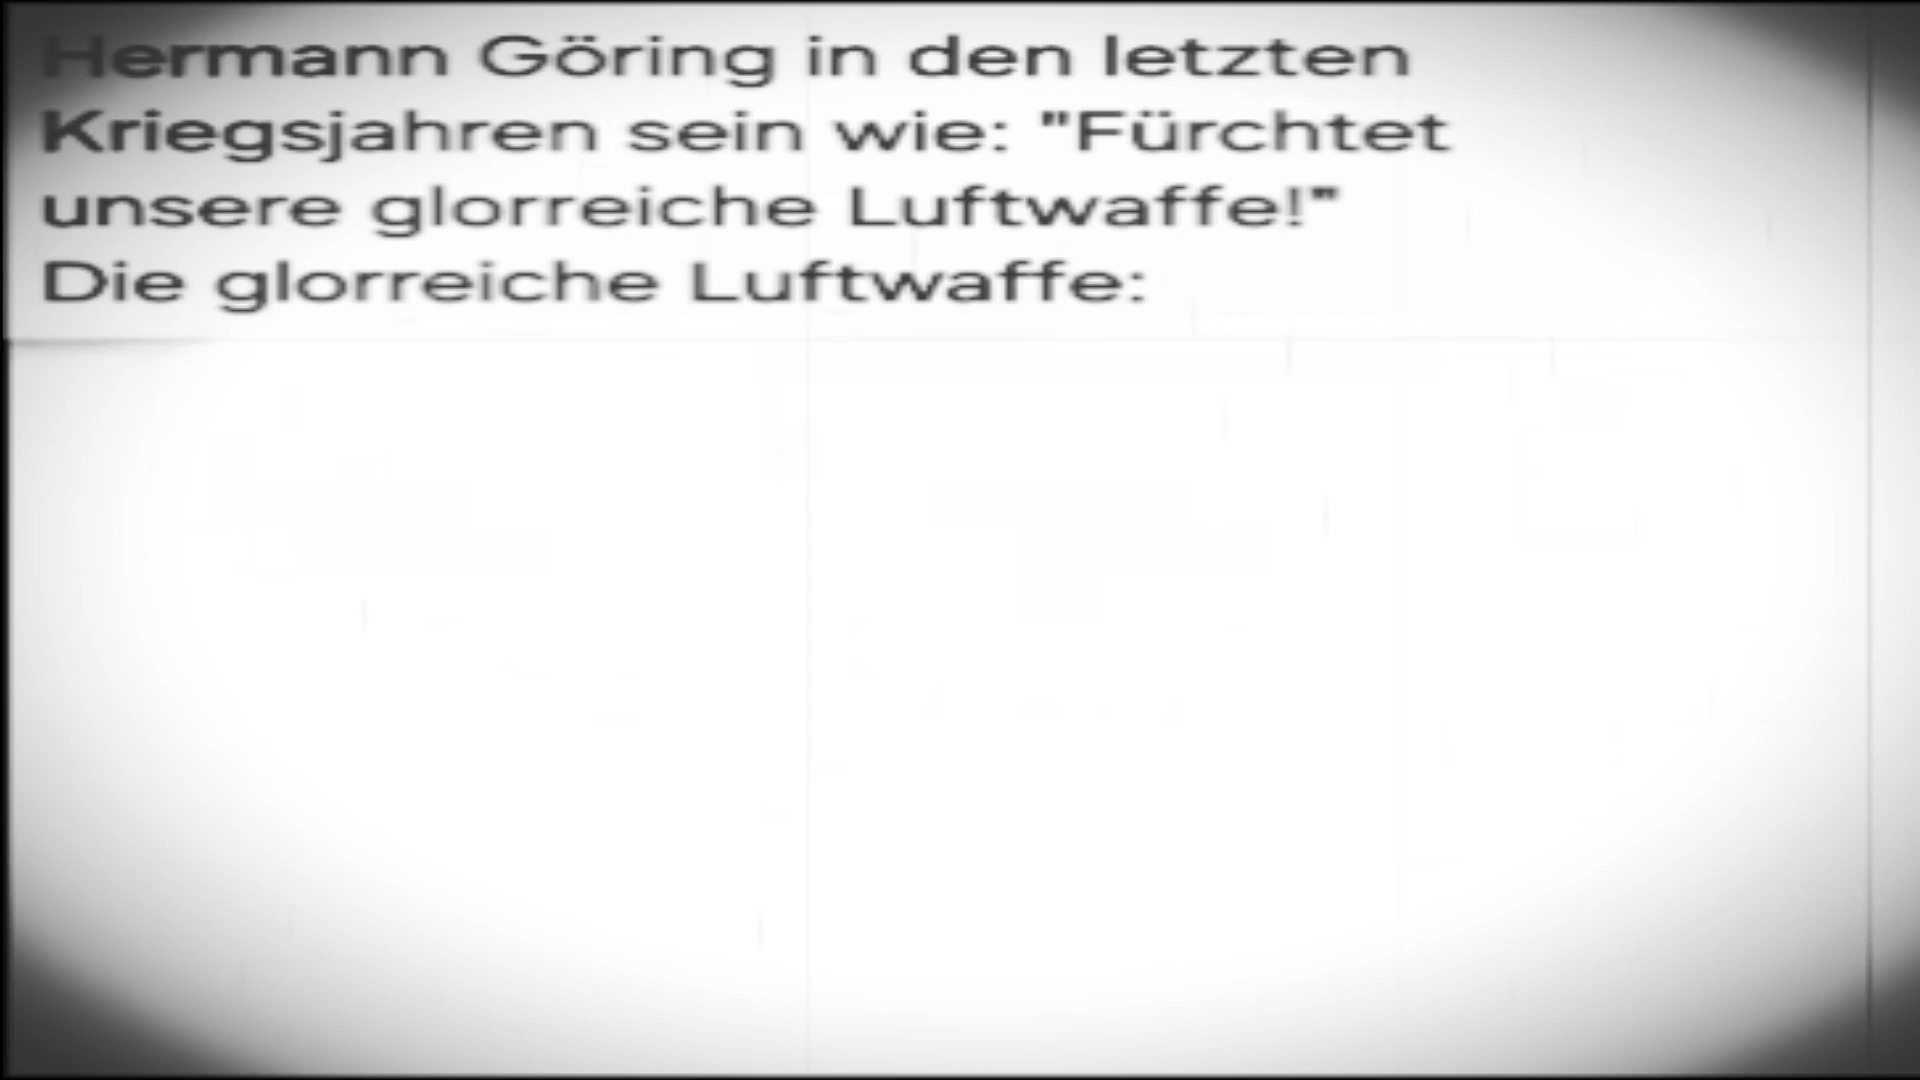 Hermann Göring in den letzten
Kriegsjahren sein wie: "Fürchtet
unsere glorreiche Luftwaffe!"
Die glorreiche Luftwaffe: